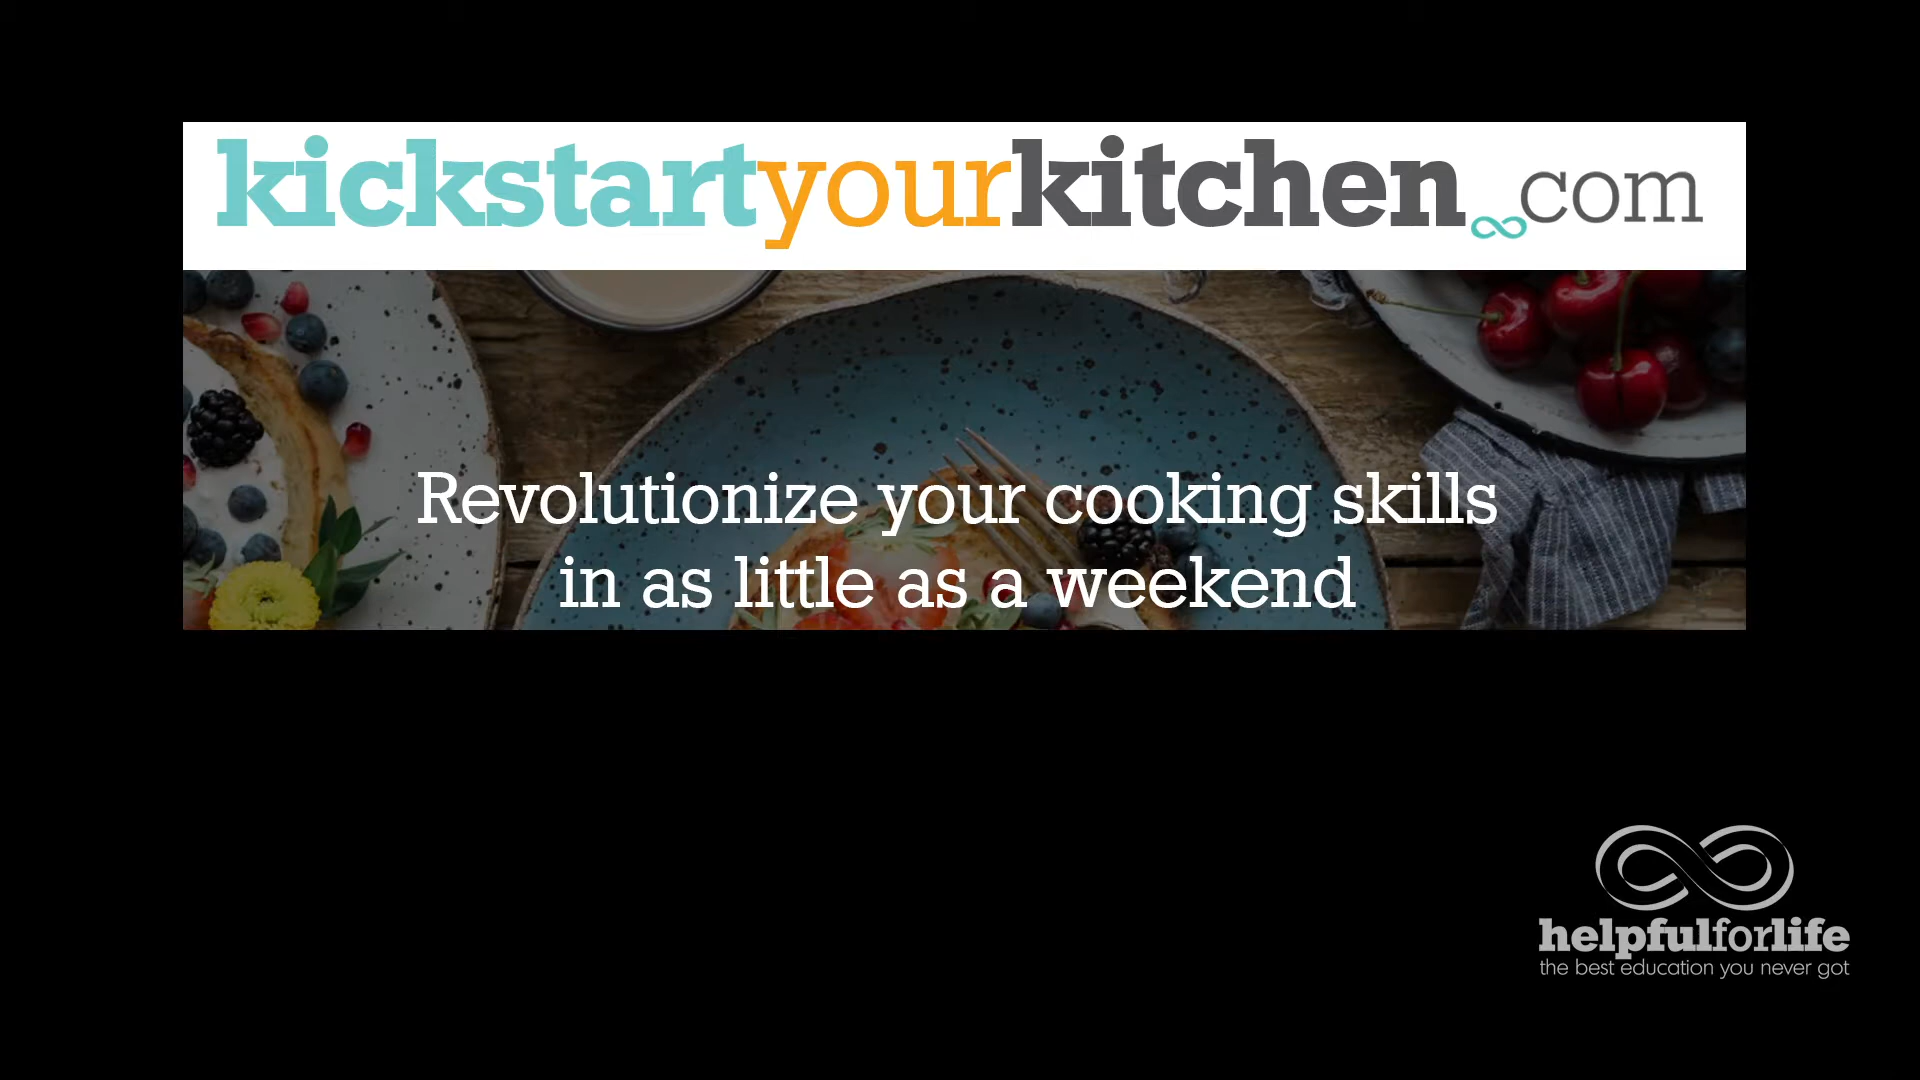 kickstartyourkitchen.com
Revolutionize your cooking skills
in as little as a weekend
helpfulforlife
the best education you never got